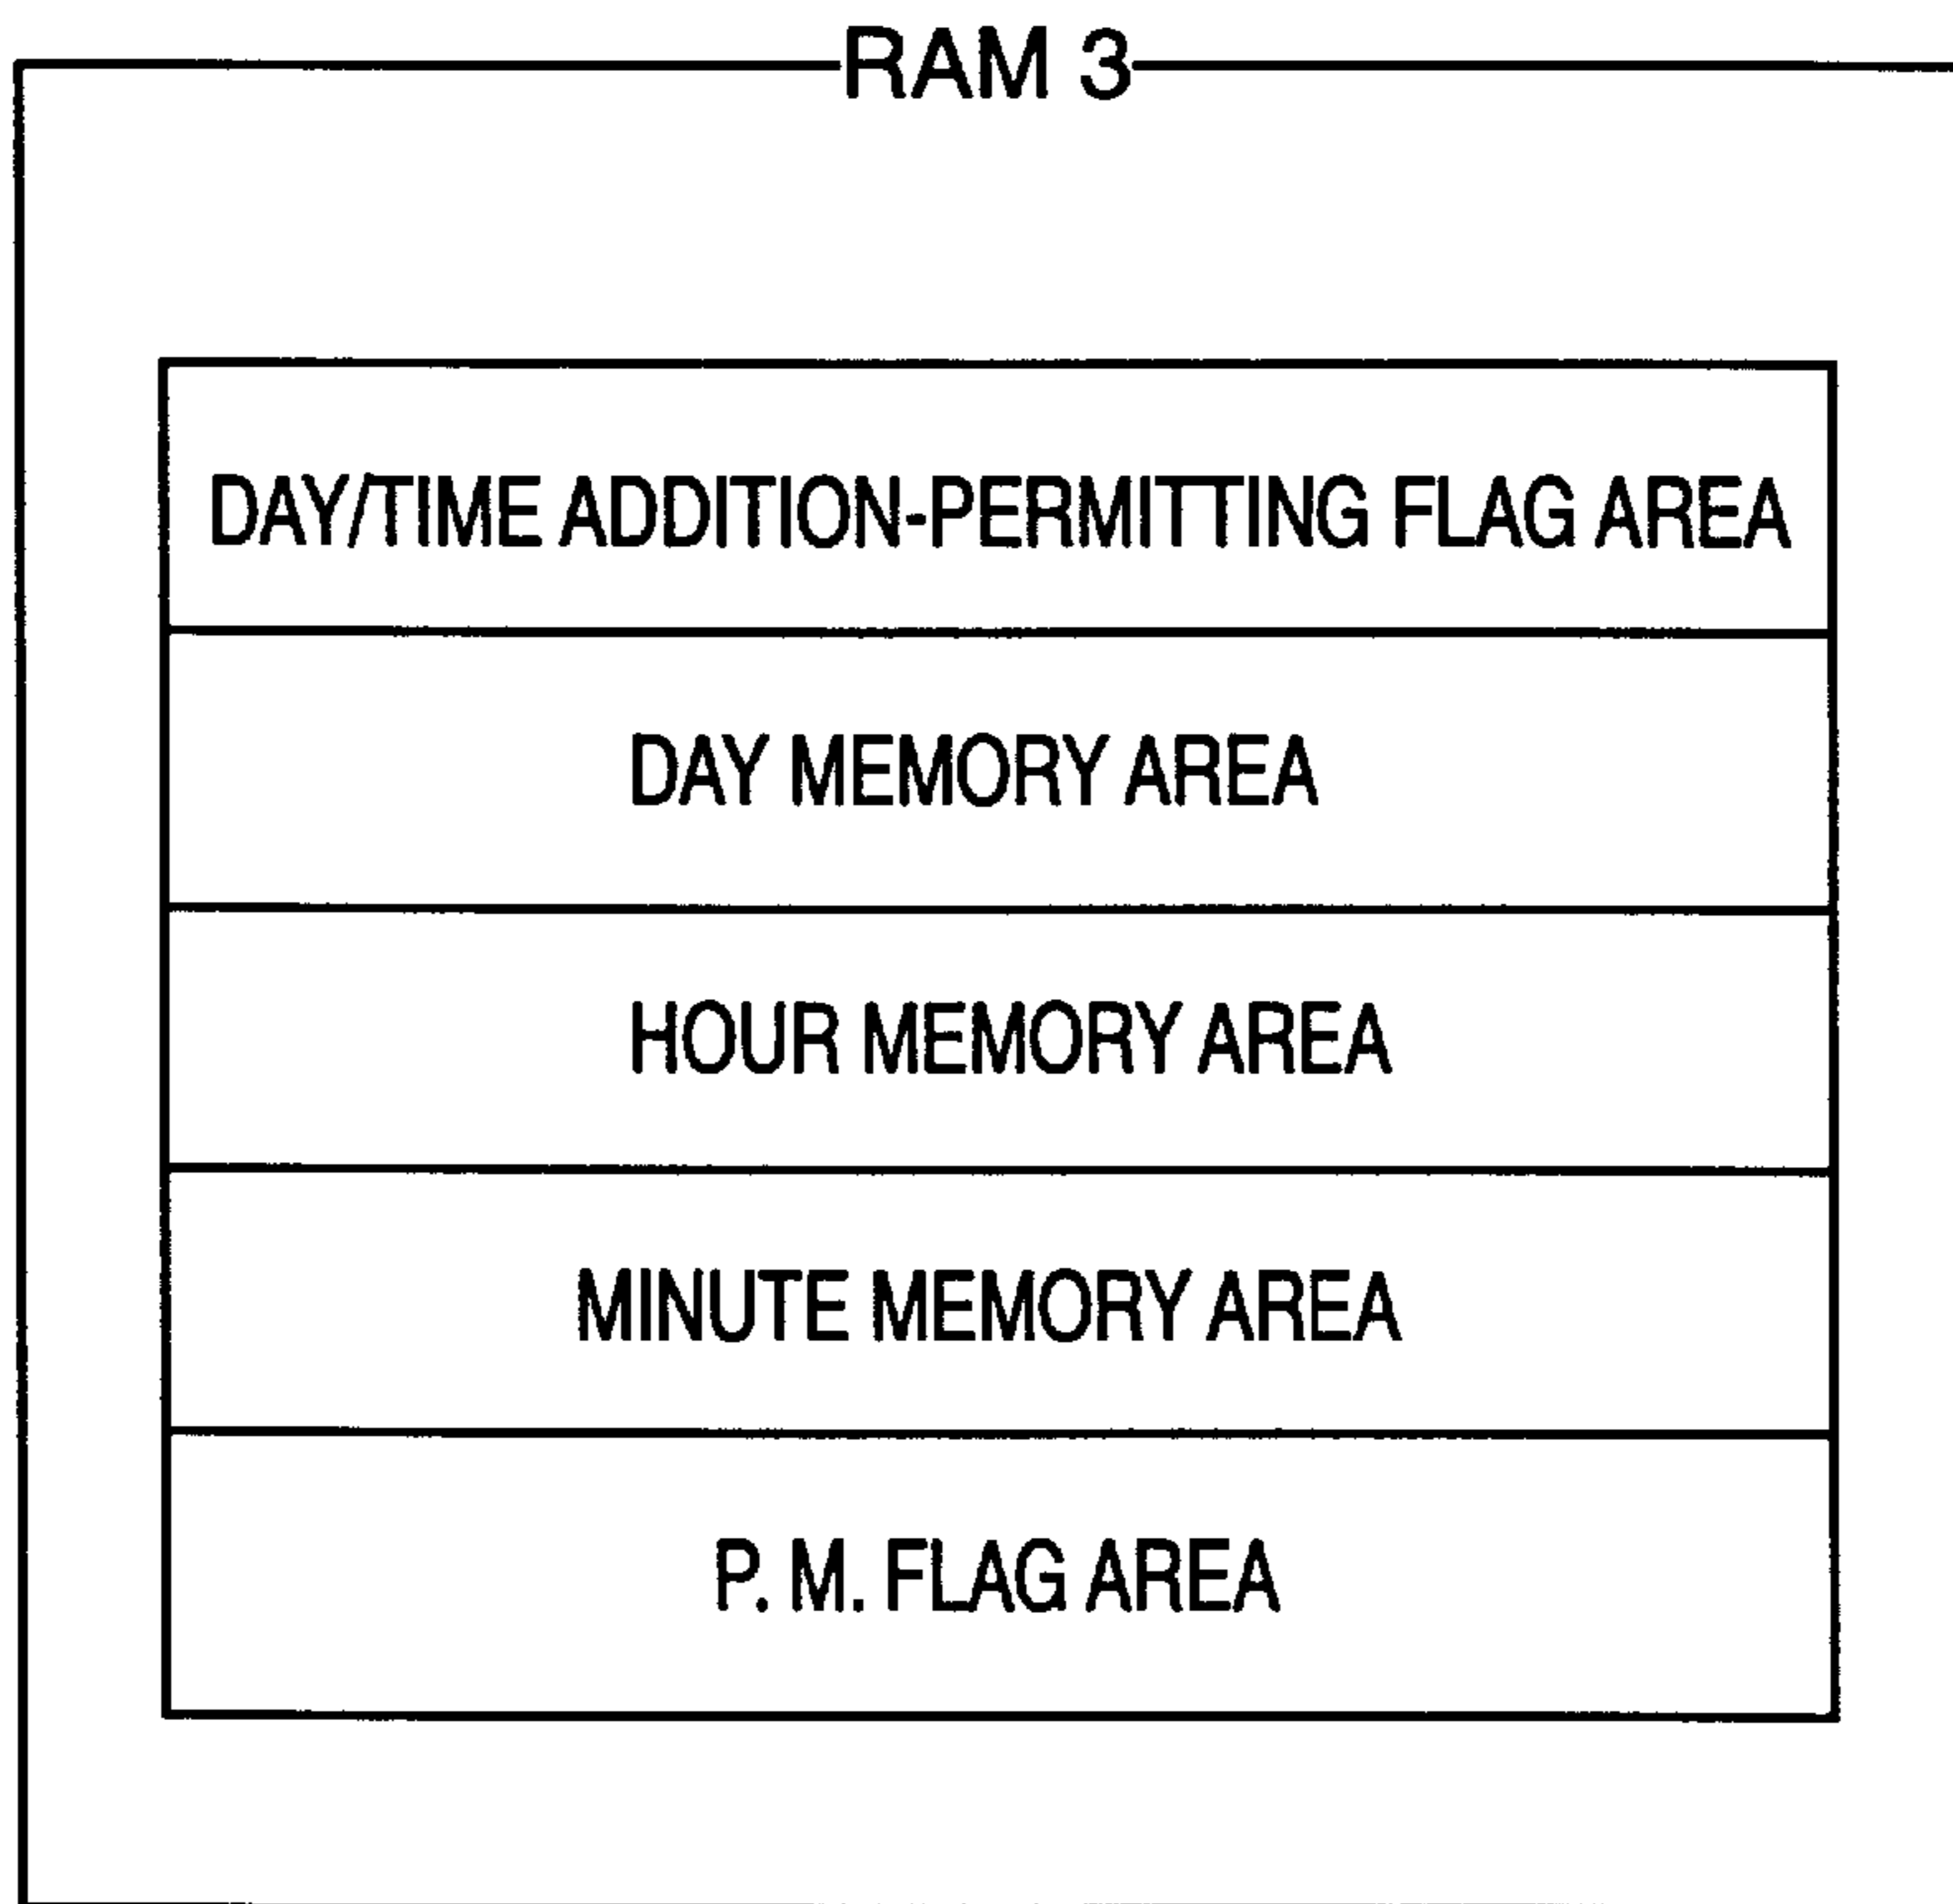 RAM 3
DAY/TIME ADDITION-PERMITTING FLAG AREA
DAY MEMORY AREA
HOUR MEMORY AREA
MINUTE MEMORY AREA
P. M. FLAG AREA